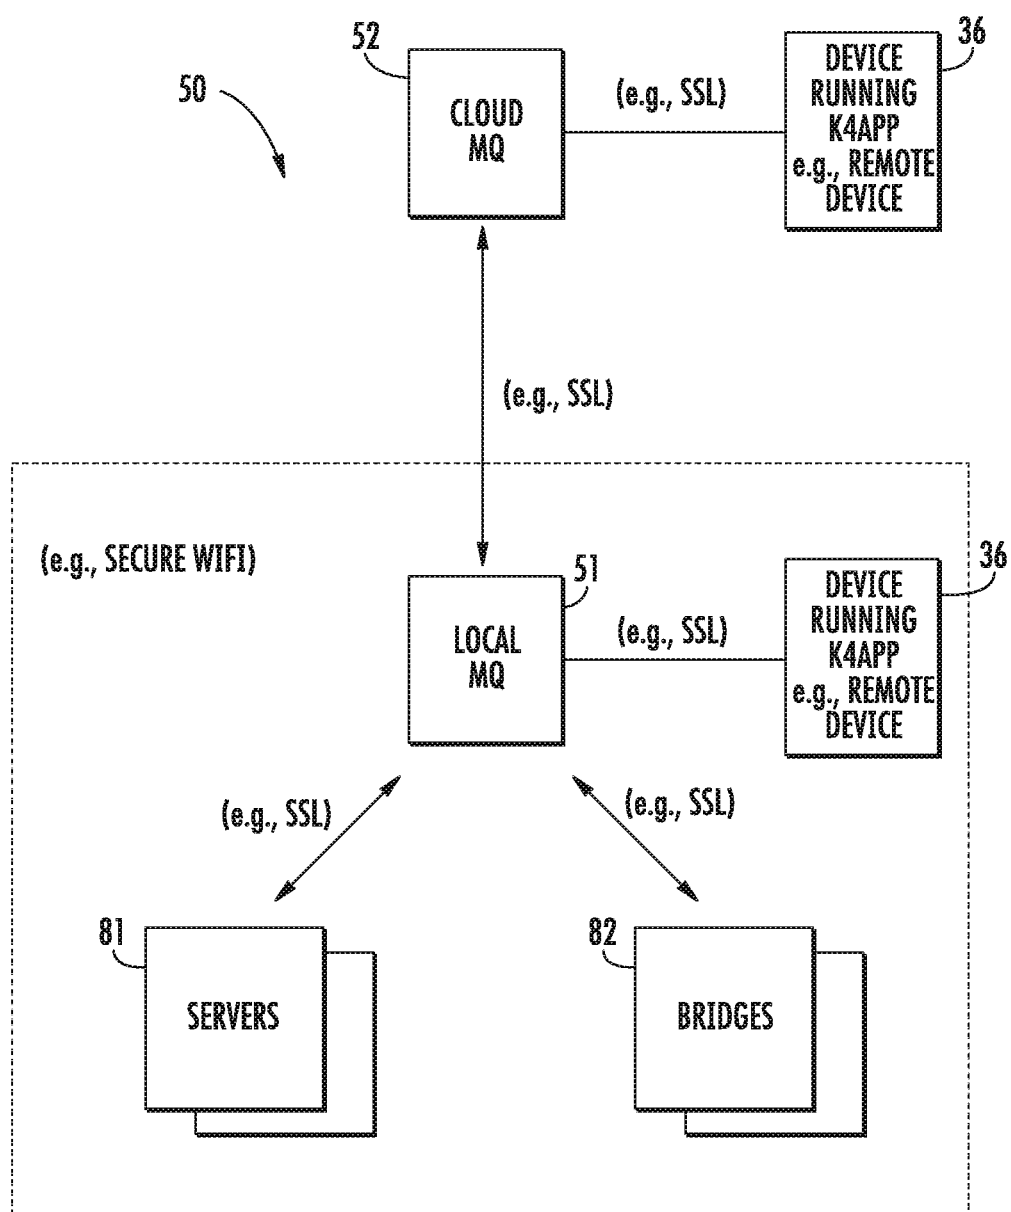 52
36
50
CLOUD
MQ
(e.g., SSL)
DEVICE
RUNNING
K4APP
e.g., REMOTE
DEVICE
(e.g., SSL)
(e.g., SECURE WIFI)
51
36
LOCAL
MQ
(e.g., SSL)
DEVICE
RUNNING
K4APP
e.g., REMOTE
DEVICE
(e.g., SSL)
(e.g., SSL)
81
82
SERVERS
BRIDGES